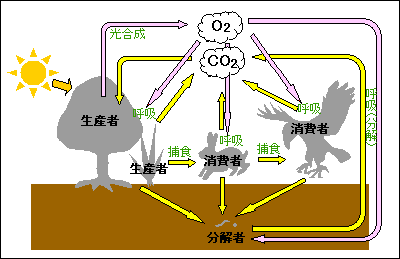 O2
光合成
CO2
呼吸（分解）
生産者
呼吸
消費者
呼吸
生産者
捕食
消費者
呼吸
捕食
分解者